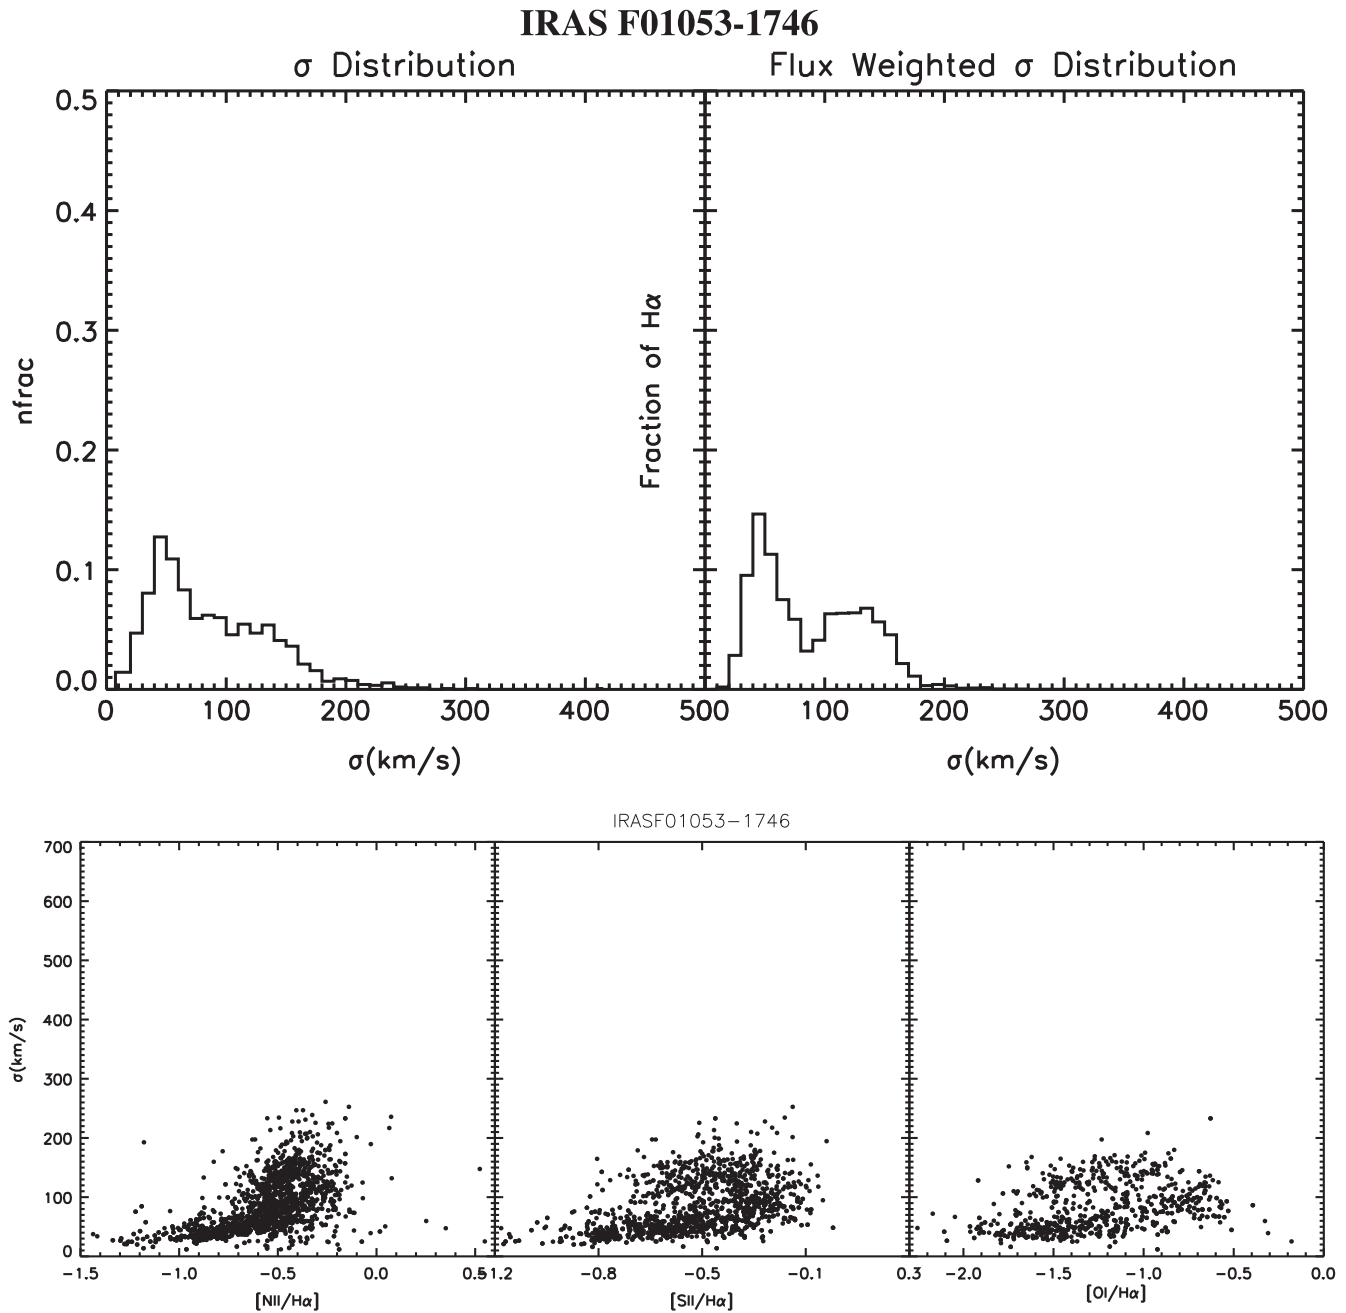 IRAS F01053-1746
σ Distribution
Flux Weighted σ Distribution
0.5
0.4
0.3
0.2
0.1
0.0
nfrac
Fraction of Hα
0 100 200 300 400 500 100 200 300 400 500
σ(km/s)
σ(km/s)
IRASF01053−1746
700
600
500
400
300
200
100
0
σ(km/s)
−1.5 −1.0 −0.5 0.0 0.5
−1.2 −0.8 −0.5 −0.1 0.3
−2.0 −1.5 −1.0 −0.5 0.0
[NII/Hα]
[SII/Hα]
[OI/Hα]